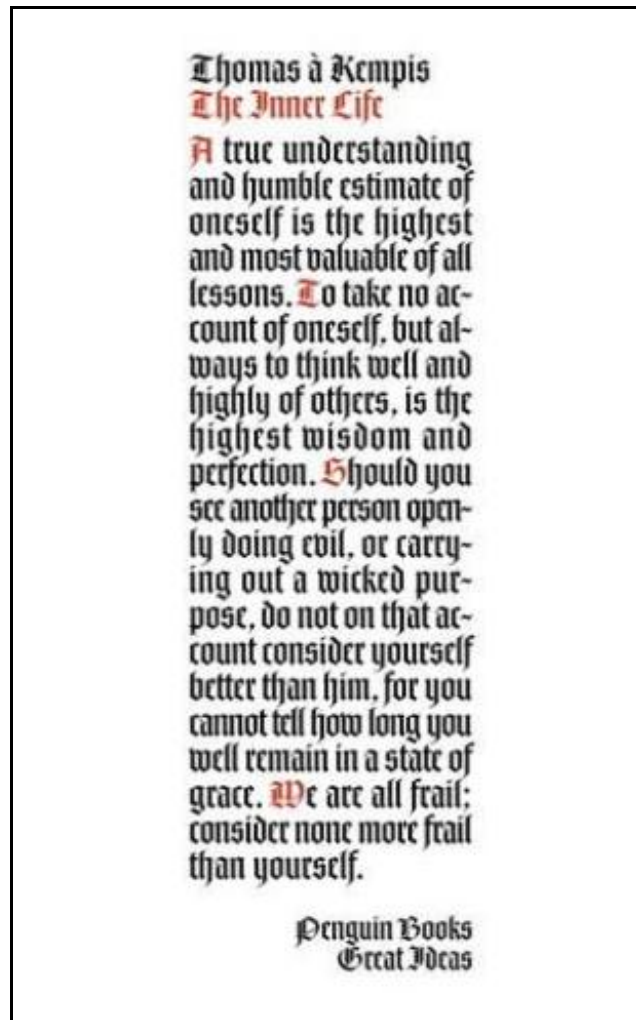 Thomas à Kempis
The Inner Life
A true understanding
and humble estimate of
oneself is the highest
and most valuable of all
lessons. To take no ac-
count of oneself, but al-
ways to think well and
highly of others, is the
highest wisdom and
perfection. Should you
see another person open-
ly doing evil, or carry-
ing out a wicked pur-
pose, do not on that ac-
count consider yourself
better than him, for you
cannot tell how long you
well remain in a state of
grace. We are all frail;
consider none more frail
than yourself.
Penguin Books
Great Ideas